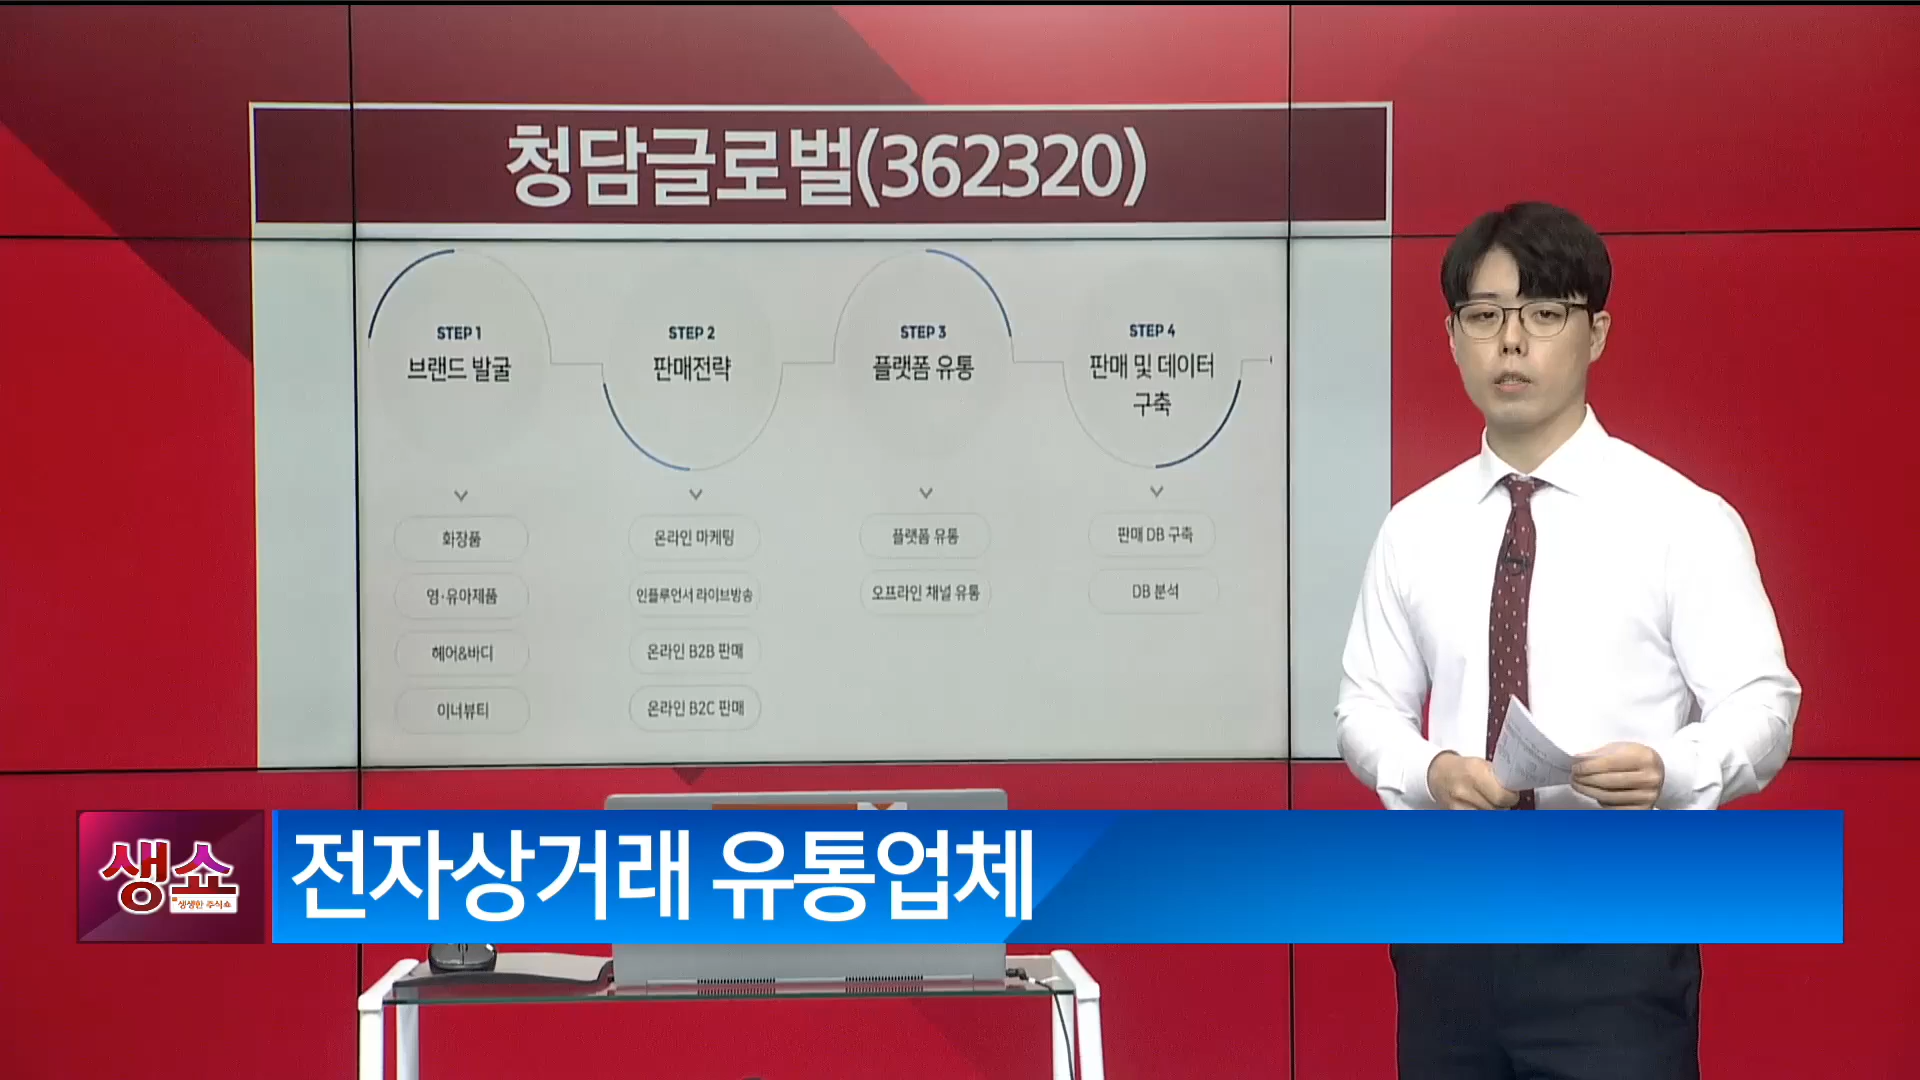 청담글로벌(362320)
STEP 1
브랜드 발굴
STEP 2
판매전략
STEP 3
플랫폼 유통
STEP 4
판매 및 데이터
구축
화장품
영·유아제품
헤어&바디
이너뷰티
온라인 마케팅
인플루언서 라이브방송
온라인 B2B 판매
온라인 B2C 판매
플랫폼 유통
오프라인 채널 유통
판매 DB 구축
DB 분석
생쇼
생생한 주식쇼
전자상거래 유통업체